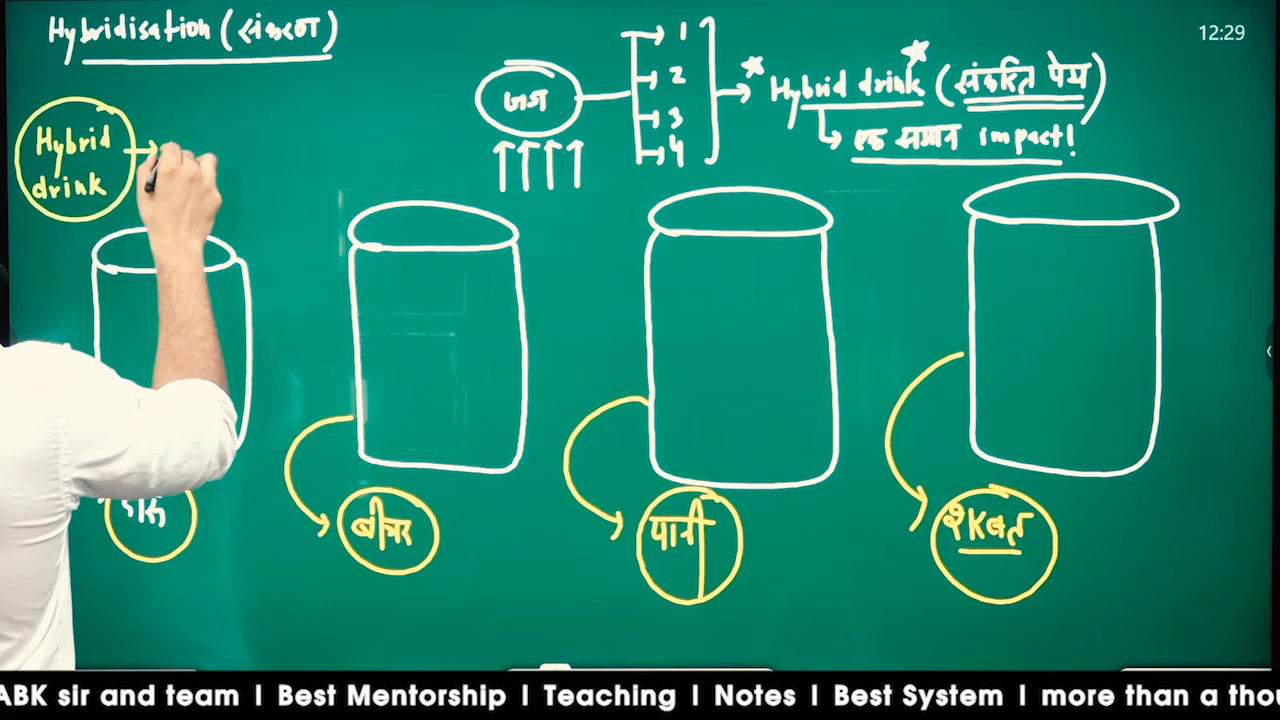 Hybridisation (संकरण)
12:29
जग
1
2
3
4
Hybrid drink (संकरित पेय)
एक समान impact!
Hybrid
drink
बीयर
पानी
शरबत
ABK sir and team I Best Mentorship I Teaching I Notes I Best System I more than a thou